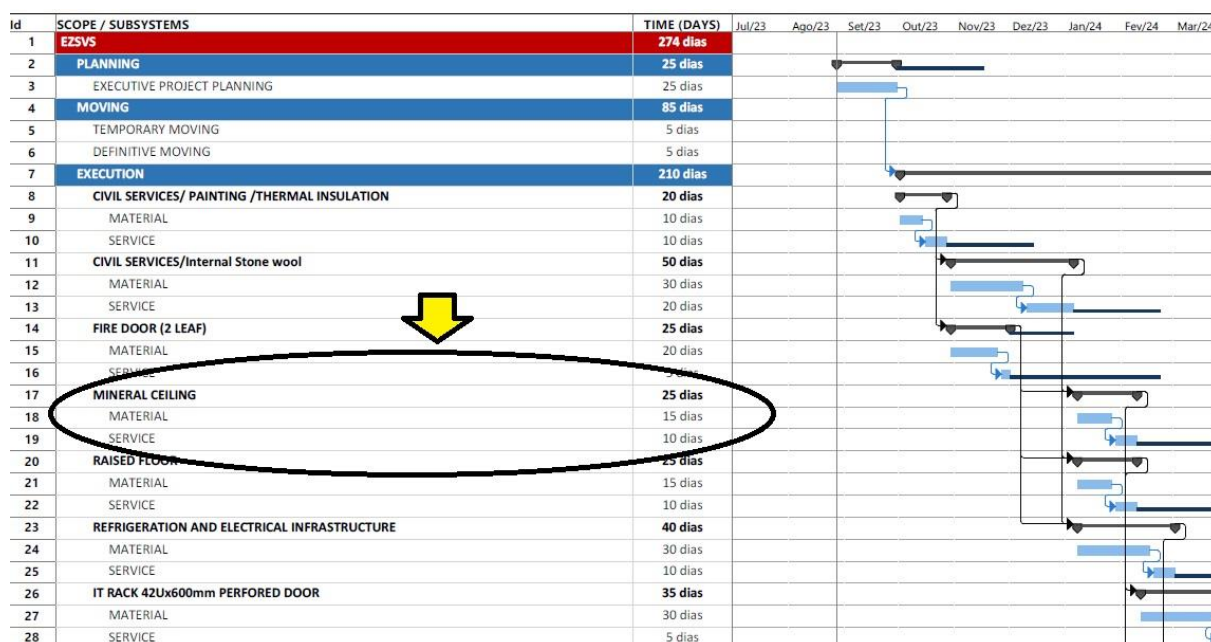 Id SCOPE / SUBSYSTEMS TIME (DAYS) Jul/23 Ago/23 Set/23 Out/23 Nov/23 Dez/23 Jan/24 Fev/24 Mar/24
1 EZSVS 274 dias
2 PLANNING 25 dias
3 EXECUTIVE PROJECT PLANNING 25 dias
4 MOVING 85 dias
5 TEMPORARY MOVING 5 dias
6 DEFINITIVE MOVING 5 dias
7 EXECUTION 210 dias
8 CIVIL SERVICES/ PAINTING /THERMAL INSULATION 20 dias
9 MATERIAL 10 dias
10 SERVICE 10 dias
11 CIVIL SERVICES/Internal Stone wool 50 dias
12 MATERIAL 30 dias
13 SERVICE 20 dias
14 FIRE DOOR (2 LEAF) 25 dias
15 MATERIAL 20 dias
16 SERVICE 5 dias
17 MINERAL CEILING 25 dias
18 MATERIAL 15 dias
19 SERVICE 10 dias
20 RAISED FLOOR 25 dias
21 MATERIAL 15 dias
22 SERVICE 10 dias
23 REFRIGERATION AND ELECTRICAL INFRASTRUCTURE 40 dias
24 MATERIAL 30 dias
25 SERVICE 10 dias
26 IT RACK 42Ux600mm PERFORED DOOR 35 dias
27 MATERIAL 30 dias
28 SERVICE 5 dias